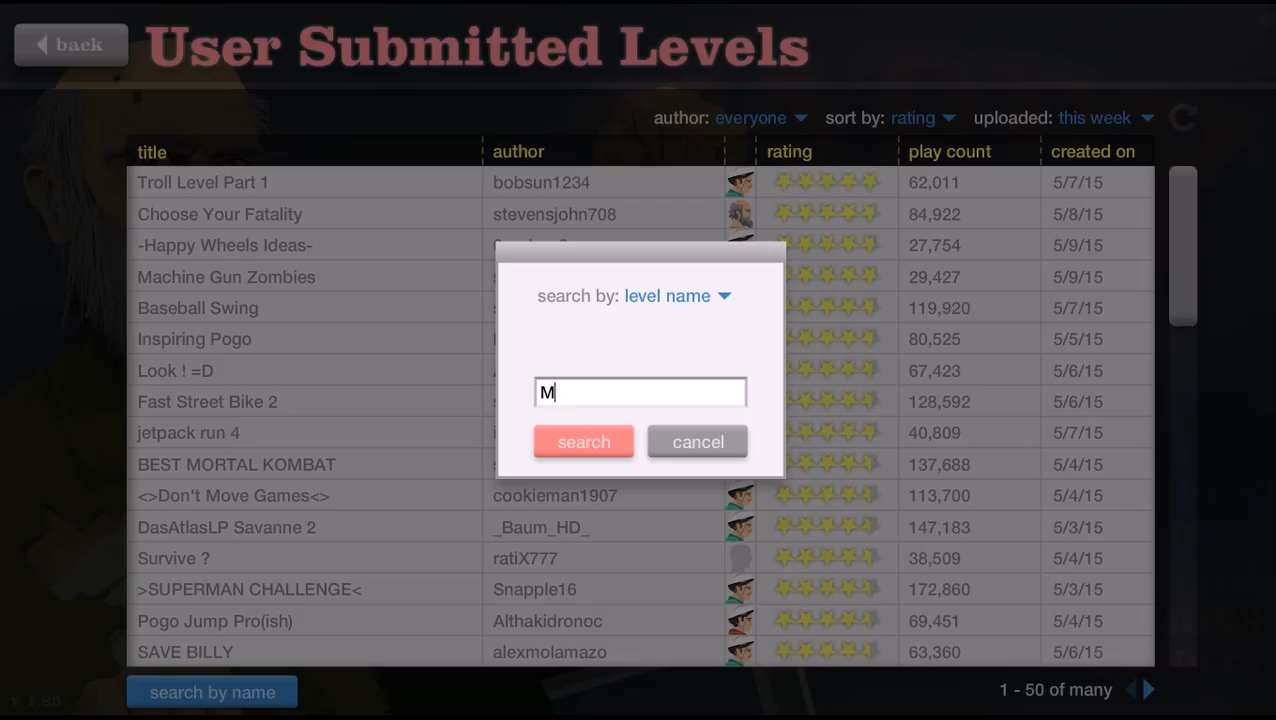 back
User Submitted Levels
author: everyone sort by: rating uploaded: this week
title author rating play count created on
Troll Level Part 1 bobsun1234 62,011 5/7/15
Choose Your Fatality stevensjohn708 84,922 5/8/15
-Happy Wheels Ideas- 27,754 5/9/15
Machine Gun Zombies 29,427 5/9/15
Baseball Swing 119,920 5/7/15
Inspiring Pogo 80,525 5/5/15
Look ! =D 67,423 5/6/15
Fast Street Bike 2 128,592 5/6/15
jetpack run 4 40,809 5/7/15
BEST MORTAL KOMBAT 137,688 5/4/15
<>Don't Move Games<> cookieman1907 113,700 5/4/15
DasAtlasLP Savanne 2 _Baum_HD_ 147,183 5/3/15
Survive ? ratiX777 38,509 5/4/15
>SUPERMAN CHALLENGE< Snapple16 172,860 5/3/15
Pogo Jump Pro(ish) Althakidronoc 69,451 5/4/15
SAVE BILLY alexmolamazo 63,360 5/6/15
search by: level name
M
search cancel
search by name
1 - 50 of many